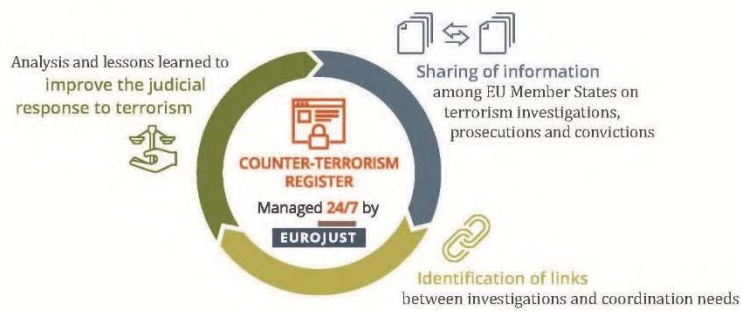 Analysis and lessons learned to
improve the judicial
response to terrorism
Sharing of information
among EU Member States on
terrorism investigations,
prosecutions and convictions
COUNTER-TERRORISM
REGISTER
Managed 24/7 by
EUROJUST
Identification of links
between investigations and coordination needs